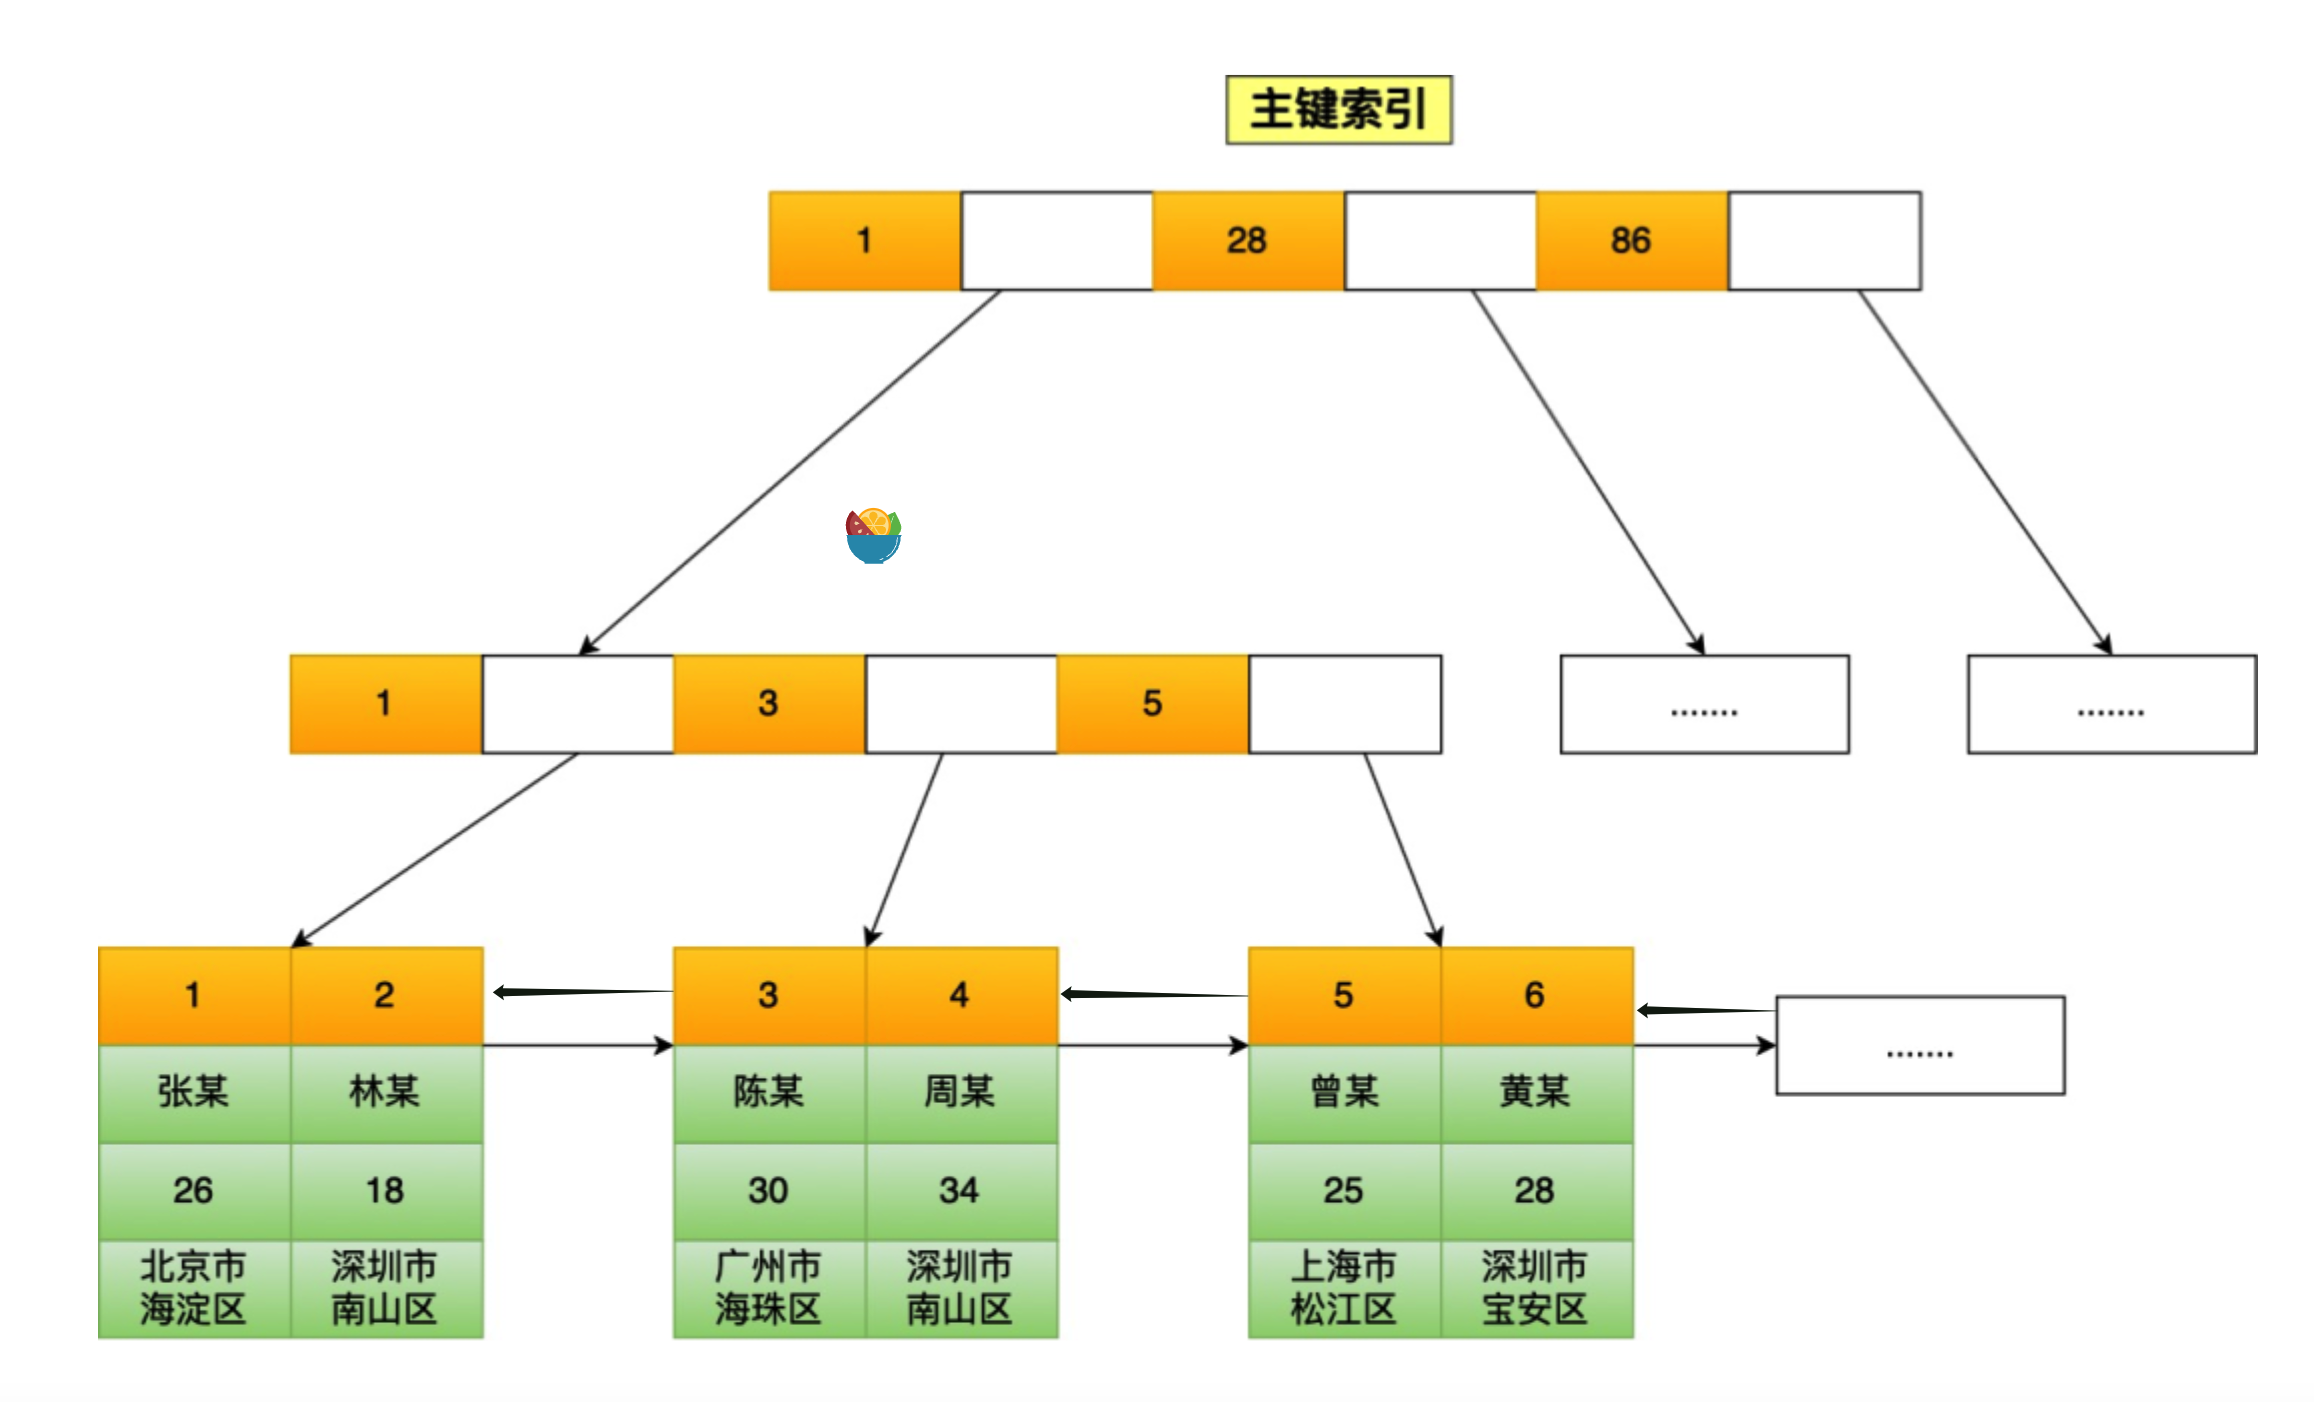 主键索引
1
28
86
1
3
5
.......
.......
1
2
3
4
5
6
.......
张某
林某
陈某
周某
曾某
黄某
26
18
30
34
25
28
北京市
海淀区
深圳市
南山区
广州市
海珠区
深圳市
南山区
上海市
松江区
深圳市
宝安区